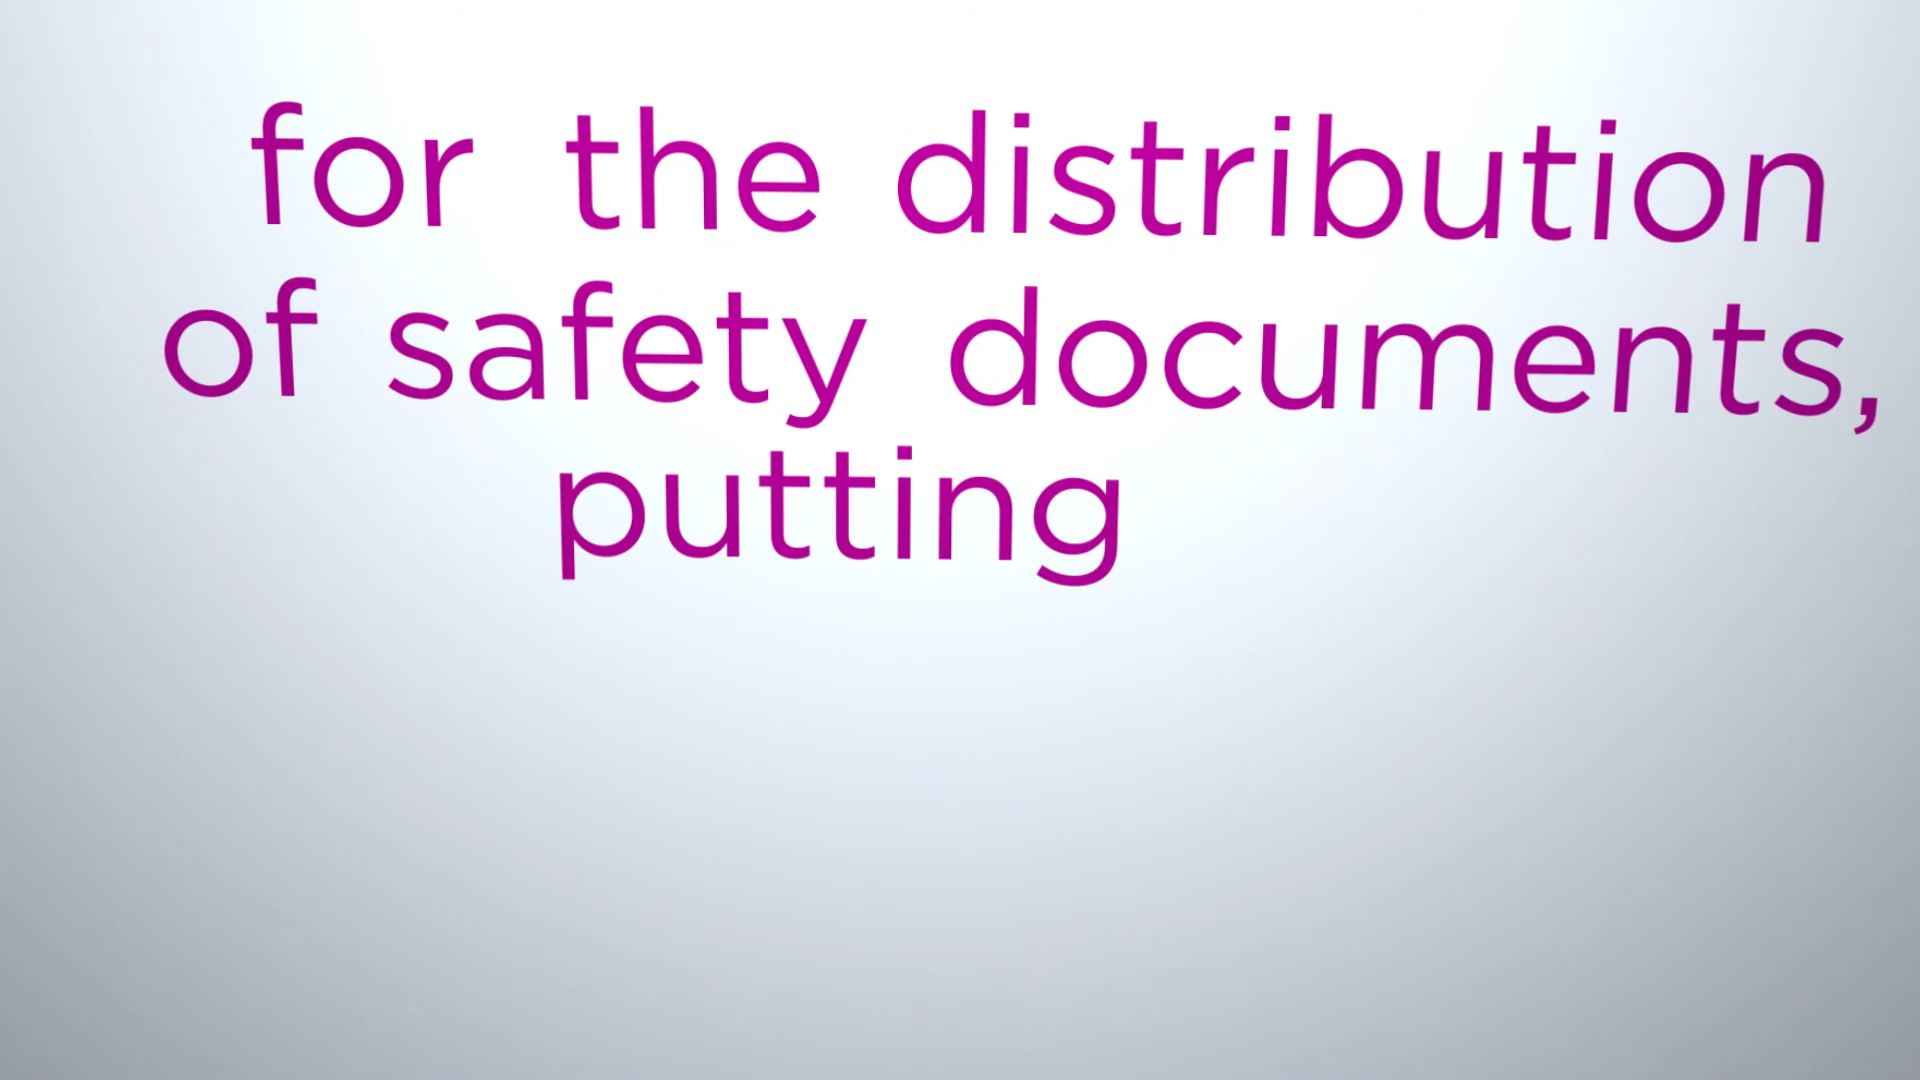 for the distribution
of safety documents,
putting